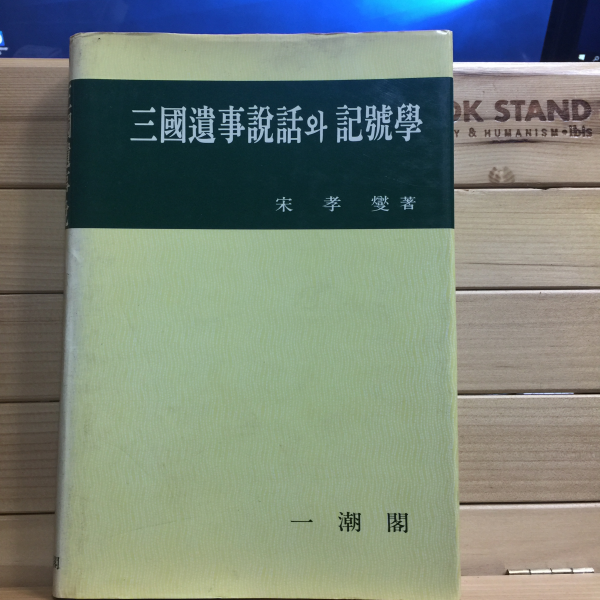 三國遺事說話와 記號學
宋 孝 燮 著
一 潮 閣
OK STAND
Y & HUMANISM • ibis